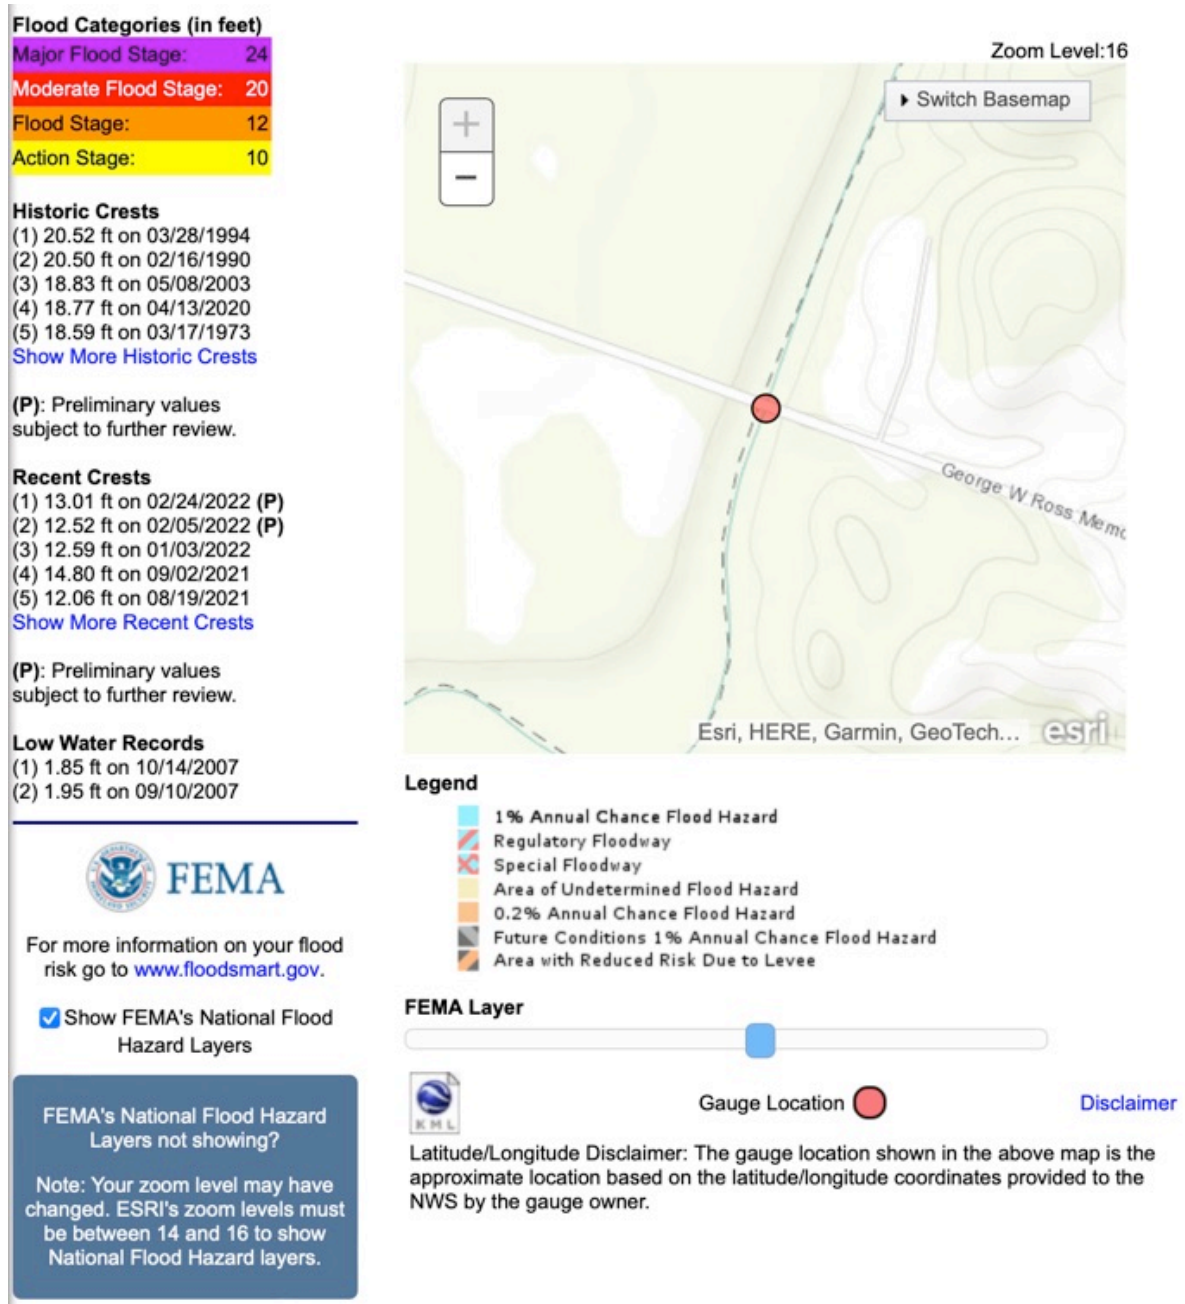 Flood Categories (in feet)
Major Flood Stage: 24
Moderate Flood Stage: 20
Flood Stage: 12
Action Stage: 10
Historic Crests
(1) 20.52 ft on 03/28/1994
(2) 20.50 ft on 02/16/1990
(3) 18.83 ft on 05/08/2003
(4) 18.77 ft on 04/13/2020
(5) 18.59 ft on 03/17/1973
Show More Historic Crests
(P): Preliminary values
subject to further review.
Recent Crests
(1) 13.01 ft on 02/24/2022 (P)
(2) 12.52 ft on 02/05/2022 (P)
(3) 12.59 ft on 01/03/2022
(4) 14.80 ft on 09/02/2021
(5) 12.06 ft on 08/19/2021
Show More Recent Crests
(P): Preliminary values
subject to further review.
Low Water Records
(1) 1.85 ft on 10/14/2007
(2) 1.95 ft on 09/10/2007
FEMA
For more information on your flood
risk go to www.floodsmart.gov.
Show FEMA's National Flood
Hazard Layers
FEMA's National Flood Hazard
Layers not showing?
Note: Your zoom level may have
changed. ESRI's zoom levels must
be between 14 and 16 to show
National Flood Hazard layers.
Zoom Level:16
Switch Basemap
+
−
George W Ross Memo
Esri, HERE, Garmin, GeoTech...
esri
Legend
1% Annual Chance Flood Hazard
Regulatory Floodway
Special Floodway
Area of Undetermined Flood Hazard
0.2% Annual Chance Flood Hazard
Future Conditions 1% Annual Chance Flood Hazard
Area with Reduced Risk Due to Levee
FEMA Layer
KML
Gauge Location
Disclaimer
Latitude/Longitude Disclaimer: The gauge location shown in the above map is the
approximate location based on the latitude/longitude coordinates provided to the
NWS by the gauge owner.